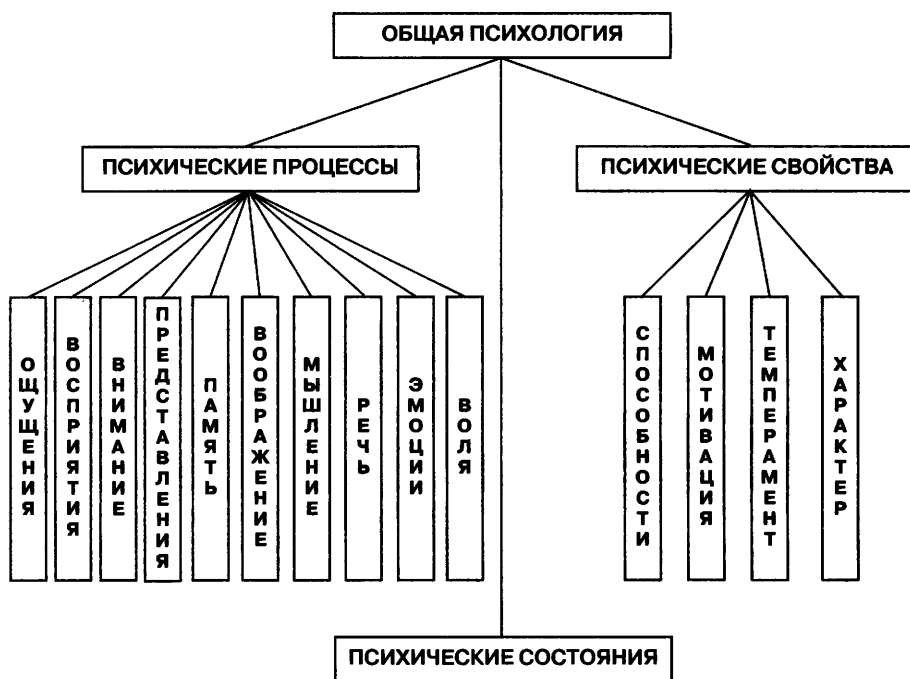 ОБЩАЯ ПСИХОЛОГИЯ
ПСИХИЧЕСКИЕ ПРОЦЕССЫ
ПСИХИЧЕСКИЕ СВОЙСТВА
ОЩУЩЕНИЯ
ВОСПРИЯТИЯ
ВНИМАНИЕ
ПРЕДСТАВЛЕНИЯ
ПАМЯТЬ
ВООБРАЖЕНИЕ
МЫШЛЕНИЕ
РЕЧЬ
ЭМОЦИИ
ВОЛЯ
СПОСОБНОСТИ
МОТИВАЦИЯ
ТЕМПЕРАМЕНТ
ХАРАКТЕР
ПСИХИЧЕСКИЕ СОСТОЯНИЯ